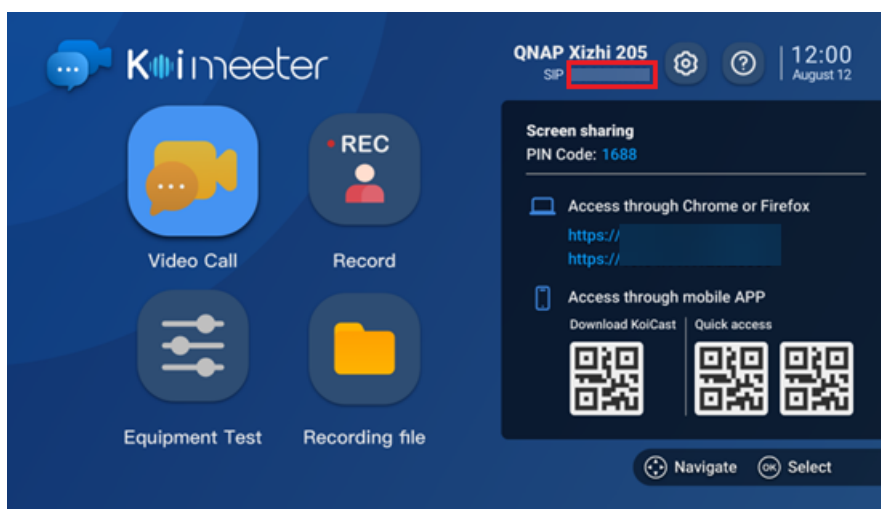 Koimeeter
QNAP Xizhi 205
SIP
12:00
August 12
REC
Video Call
Record
Equipment Test
Recording file
Screen sharing
PIN Code: 1688
Access through Chrome or Firefox
https://
https://
Access through mobile APP
Download KoiCast
Quick access
Navigate
OK
Select